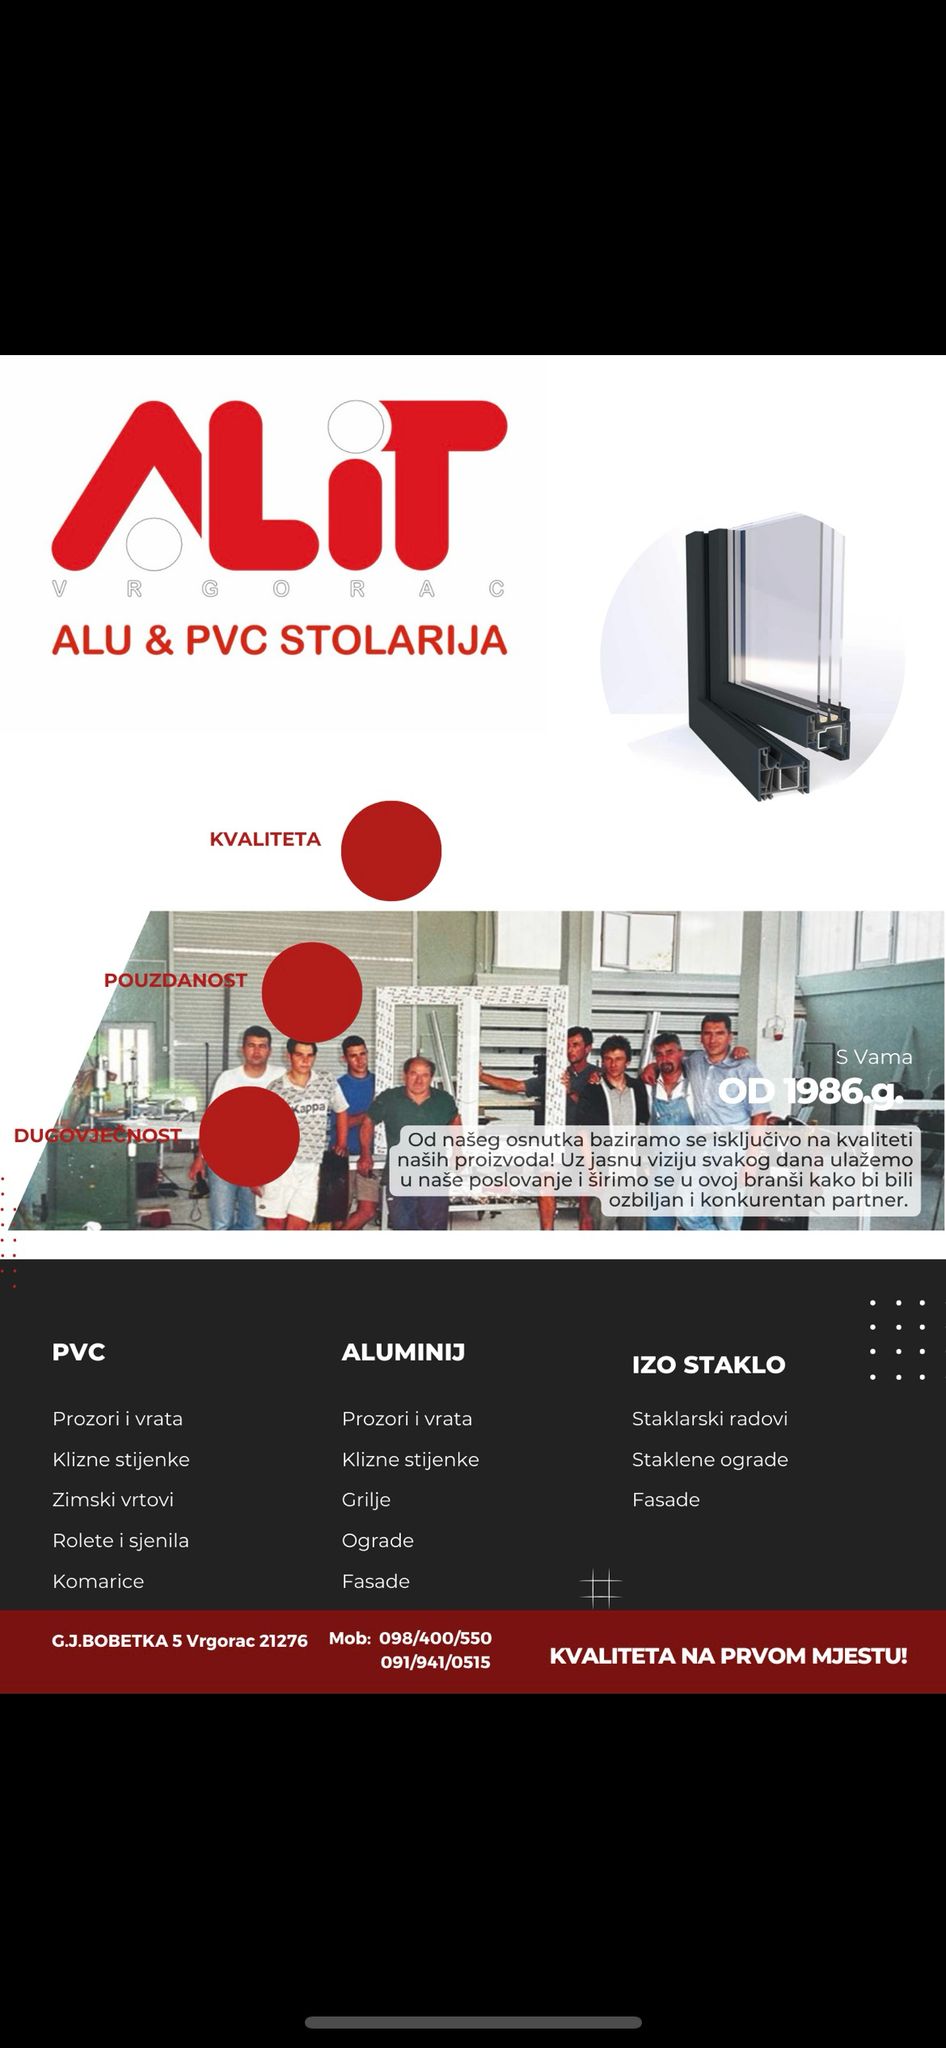 ALiT
VRGORAC
ALU & PVC STOLARIJA
KVALITETA
POUZDANOST
Kappa
DUGOVJEČNOST
S Vama
OD 1986.g.
Od našeg osnutka baziramo se isključivo na kvaliteti
naših proizvoda! Uz jasnu viziju svakog dana ulažemo
u naše poslovanje i širimo se u ovoj branši kako bi bili
ozbiljan i konkurentan partner.
PVC
Prozori i vrata
Klizne stijenke
Zimski vrtovi
Rolete i sjenila
Komarice
ALUMINIJ
Prozori i vrata
Klizne stijenke
Grilje
Ograde
Fasade
IZO STAKLO
Staklarski radovi
Staklene ograde
Fasade
G.J.BOBETKA 5 Vrgorac 21276
Mob: 098/400/550
091/941/0515
KVALITETA NA PRVOM MJESTU!